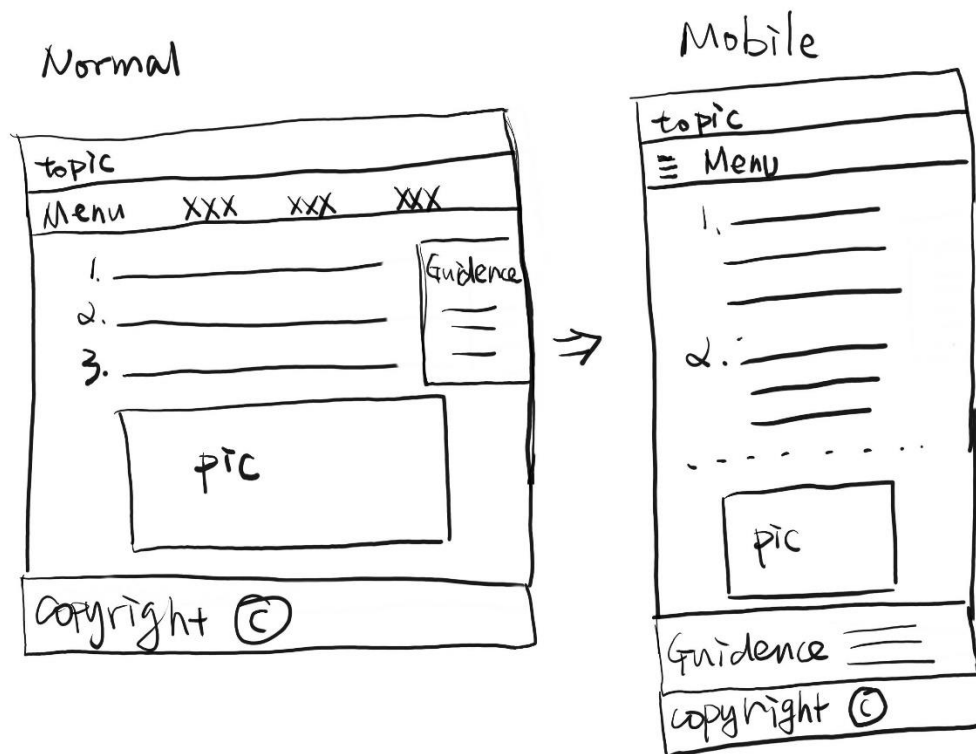 Normal
topic
Menu XXX XXX XXX
1.
2.
3.
Guidence
pic
copyright ©
Mobile
topic
☰ Menu
1.
2.
pic
Guidence
copyright ©